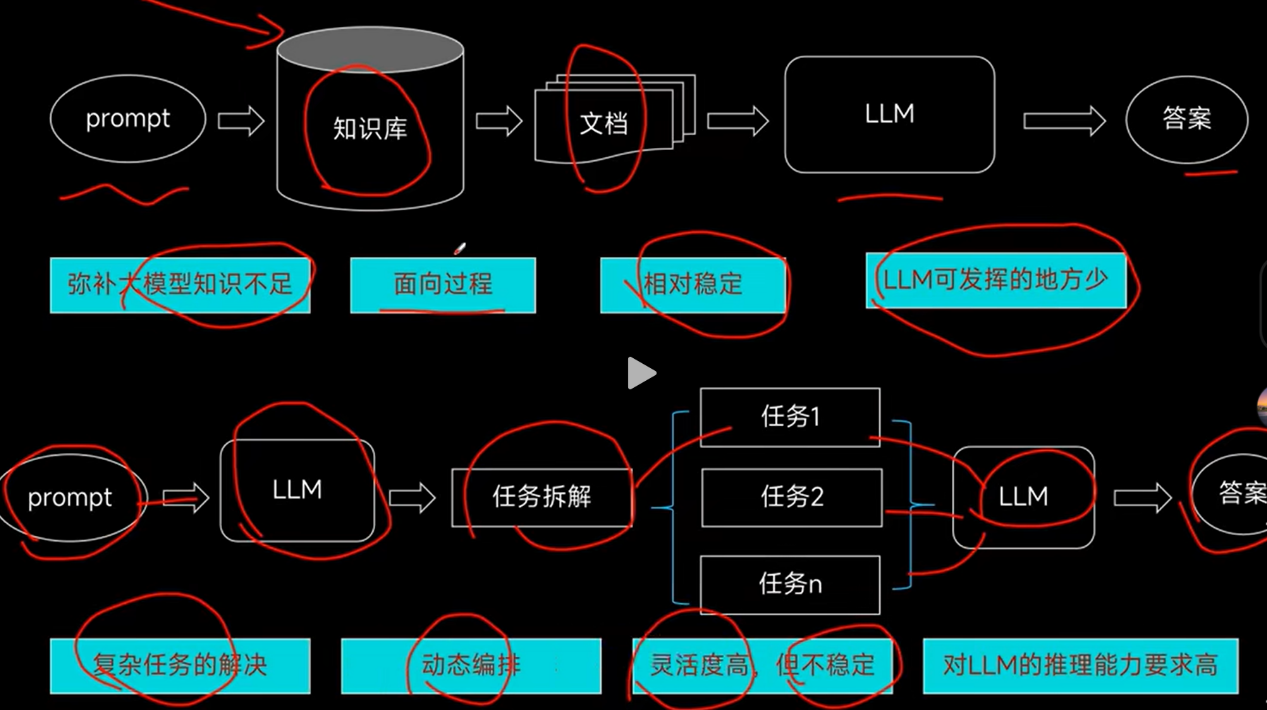 prompt
知识库
文档
LLM
答案
弥补大模型知识不足
面向过程
相对稳定
LLM可发挥的地方少
prompt
LLM
任务拆解
任务1
任务2
任务n
LLM
答案
复杂任务的解决
动态编排
灵活度高，但不稳定
对LLM的推理能力要求高